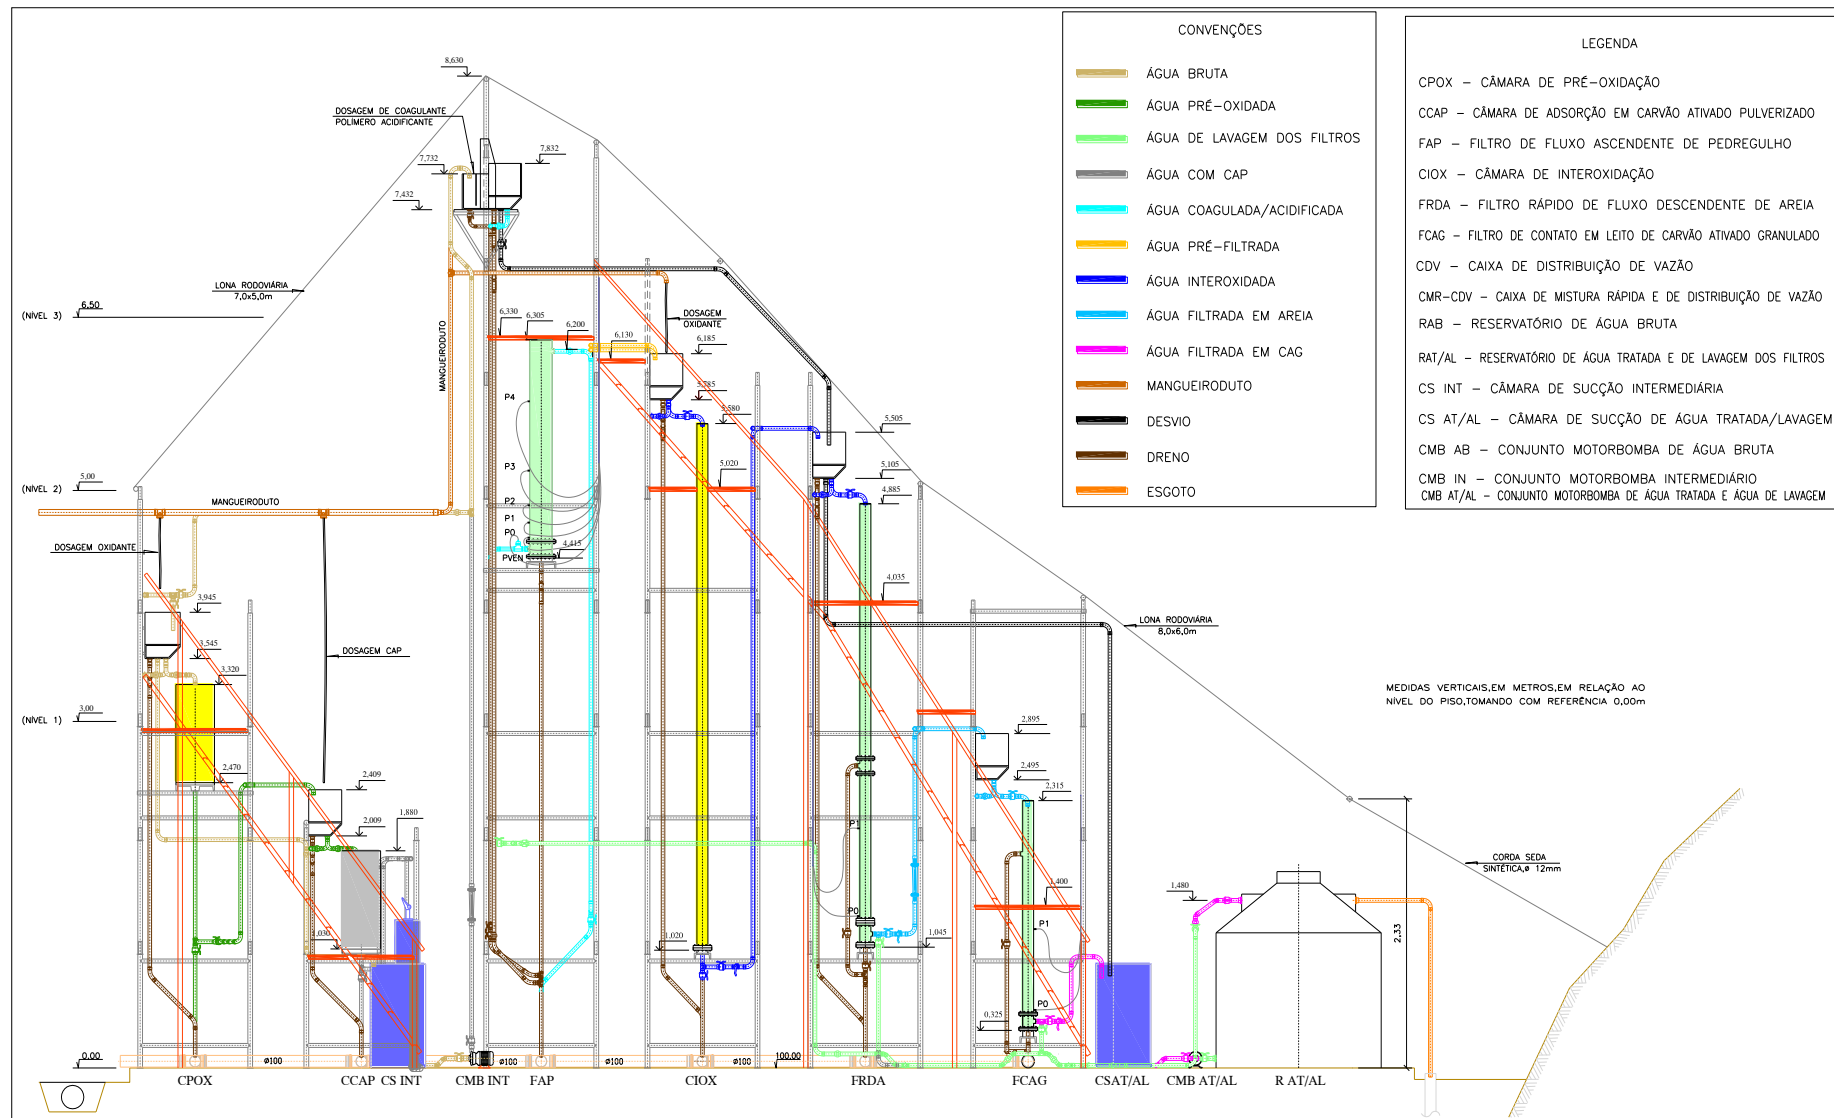 CONVENÇÕES
ÁGUA BRUTA
ÁGUA PRÉ-OXIDADA
ÁGUA DE LAVAGEM DOS FILTROS
ÁGUA COM CAP
ÁGUA COAGULADA/ACIDIFICADA
ÁGUA PRÉ-FILTRADA
ÁGUA INTEROXIDADA
ÁGUA FILTRADA EM AREIA
ÁGUA FILTRADA EM CAG
MANGUEIRODUTO
DESVIO
DRENO
ESGOTO
LEGENDA
CPOX - CÂMARA DE PRÉ-OXIDAÇÃO
CCAP - CÂMARA DE ADSORÇÃO EM CARVÃO ATIVADO PULVERIZADO
FAP - FILTRO DE FLUXO ASCENDENTE DE PEDREGULHO
CIOX - CÂMARA DE INTEROXIDAÇÃO
FRDA - FILTRO RÁPIDO DE FLUXO DESCENDENTE DE AREIA
FCAG - FILTRO DE CONTATO EM LEITO DE CARVÃO ATIVADO GRANULADO
CDV - CAIXA DE DISTRIBUIÇÃO DE VAZÃO
CMR-CDV - CAIXA DE MISTURA RÁPIDA E DE DISTRIBUIÇÃO DE VAZÃO
RAB - RESERVATÓRIO DE ÁGUA BRUTA
RAT/AL - RESERVATÓRIO DE ÁGUA TRATADA E DE LAVAGEM DOS FILTROS
CS INT - CÂMARA DE SUCÇÃO INTERMEDIÁRIA
CS AT/AL - CÂMARA DE SUCÇÃO DE ÁGUA TRATADA/LAVAGEM
CMB AB - CONJUNTO MOTORBOMBA DE ÁGUA BRUTA
CMB IN - CONJUNTO MOTORBOMBA INTERMEDIÁRIO
CMB AT/AL - CONJUNTO MOTORBOMBA DE ÁGUA TRATADA E ÁGUA DE LAVAGEM
8,630
DOSAGEM DE COAGULANTE
POLIMERO ACIDIFICANTE
7,832
7,732
7,432
LONA RODOVIÁRIA
7,0x5,0m
(NÍVEL 3)
6,50
MANGUEIRODUTO
DOSAGEM
OXIDANTE
6,330
6,305
6,200
6,130
6,185
5,785
5,580
5,505
5,105
5,020
4,885
P4
P3
P2
P1
P0
PVEN
4,415
(NÍVEL 2)
5,00
MANGUEIRODUTO
DOSAGEM OXIDANTE
3,945
3,545
3,320
DOSAGEM CAP
(NÍVEL 1)
3,00
2,470
2,409
2,009
1,880
1,030
4,035
LONA RODOVIÁRIA
8,0x6,0m
MEDIDAS VERTICAIS,EM METROS,EM RELAÇÃO AO
NÍVEL DO PISO,TOMANDO COM REFERÊNCIA 0,00m
2,895
2,495
2,315
P1
P0
1,020
1,045
1,400
P1
P0
0,325
1,480
2,33
CORDA SEDA
SINTÉTICA,ø 12mm
0,00
ø100
ø100
ø100
ø100
100.00
CPOX
CCAP
CS INT
CMB INT
FAP
CIOX
FRDA
FCAG
CSAT/AL
CMB AT/AL
R AT/AL